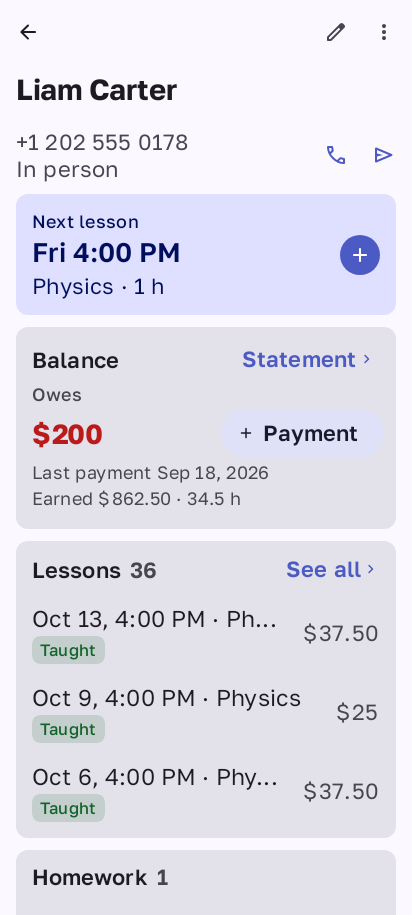 Liam Carter
+1 202 555 0178
In person
Next lesson
Fri 4:00 PM
Physics · 1 h
Balance
Statement
Owes
$200
+ Payment
Last payment Sep 18, 2026
Earned $862.50 · 34.5 h
Lessons 36
See all
Oct 13, 4:00 PM · Ph...
$37.50
Taught
Oct 9, 4:00 PM · Physics
$25
Taught
Oct 6, 4:00 PM · Phy...
$37.50
Taught
Homework 1